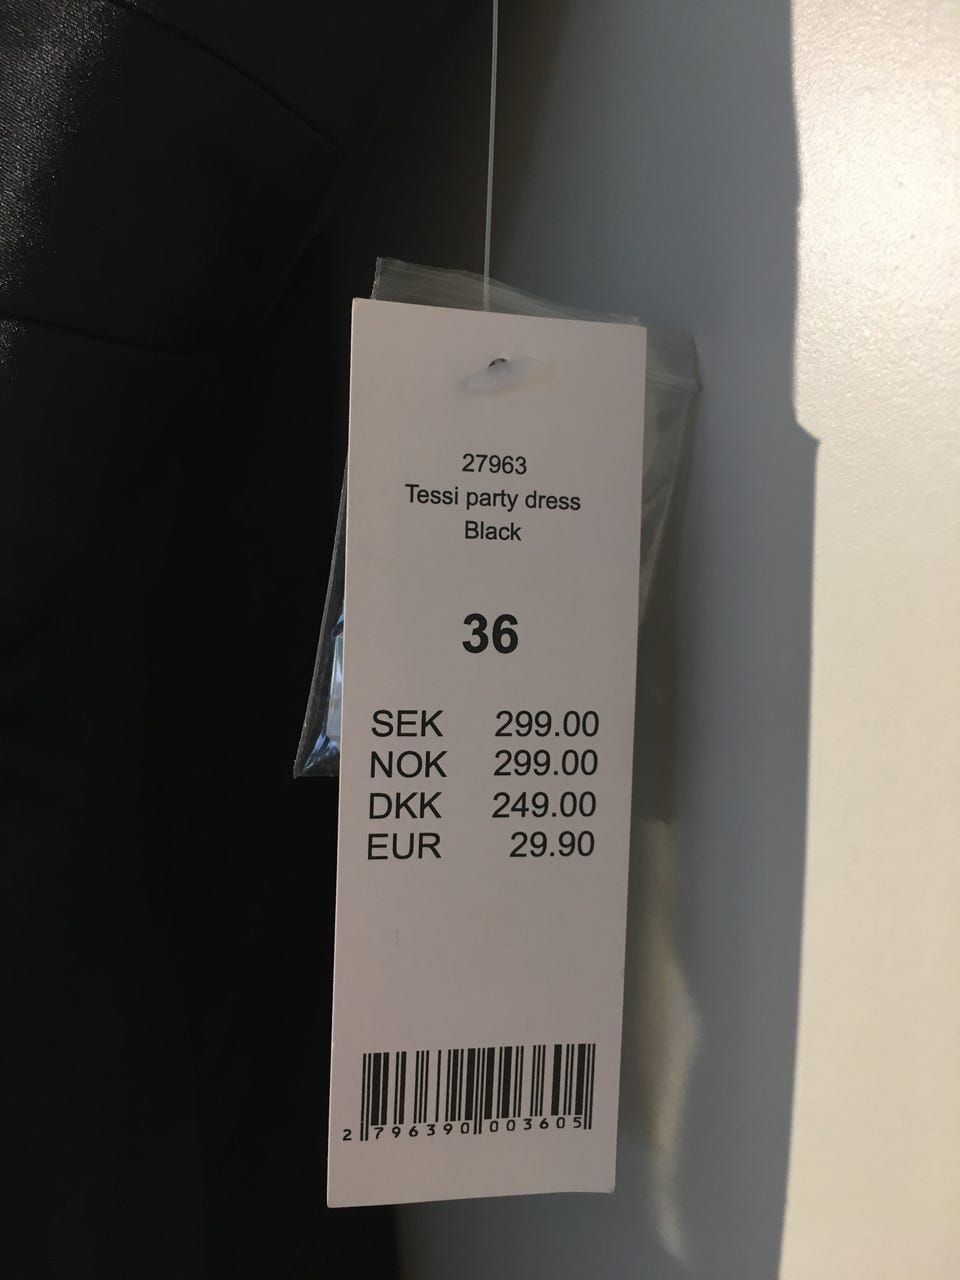 27963
Tessi party dress
Black
36
SEK 299.00
NOK 299.00
DKK 249.00
EUR 29.90
2 796390 003605